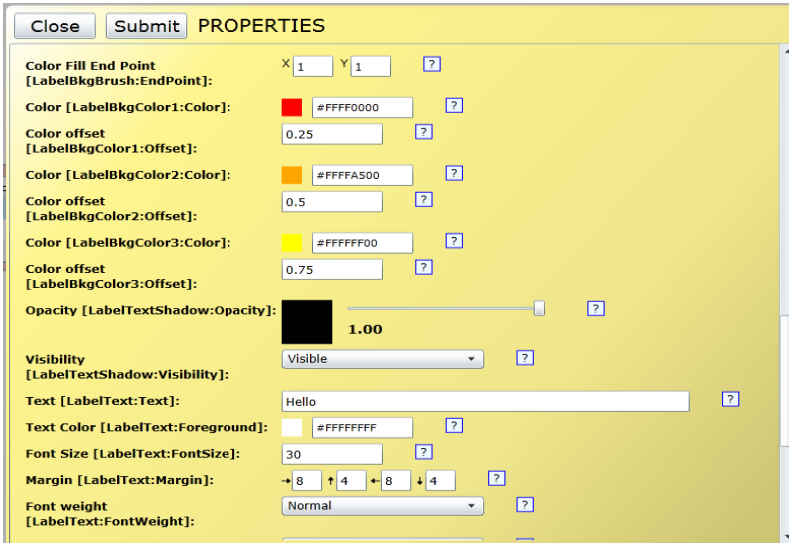 Close Submit PROPERTIES
Color Fill End Point X 1 Y 1 ?
[LabelBkgBrush:EndPoint]:
Color [LabelBkgColor1:Color]: #FFFF0000 ?
Color offset 0.25 ?
[LabelBkgColor1:Offset]:
Color [LabelBkgColor2:Color]: #FFFFA500 ?
Color offset 0.5 ?
[LabelBkgColor2:Offset]:
Color [LabelBkgColor3:Color]: #FFFFFF00 ?
Color offset 0.75 ?
[LabelBkgColor3:Offset]:
Opacity [LabelTextShadow:Opacity]: ?
1.00
Visibility Visible ?
[LabelTextShadow:Visibility]:
Text [LabelText:Text]: Hello ?
Text Color [LabelText:Foreground]: #FFFFFFFF ?
Font Size [LabelText:FontSize]: 30 ?
Margin [LabelText:Margin]: → 8 ↑ 4 ← 8 ↓ 4 ?
Font weight Normal ?
[LabelText:FontWeight]: